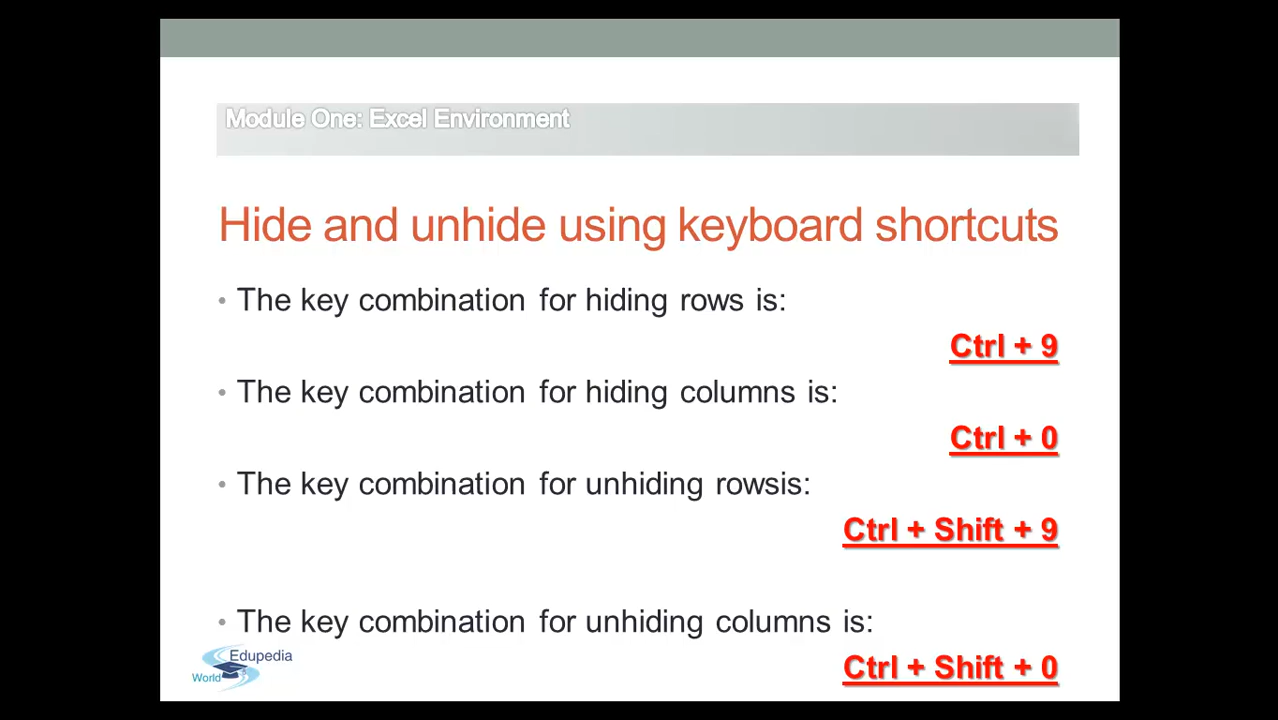 Module One: Excel Environment
Hide and unhide using keyboard shortcuts
• The key combination for hiding rows is:
Ctrl + 9
• The key combination for hiding columns is:
Ctrl + 0
• The key combination for unhiding rowsis:
Ctrl + Shift + 9
• The key combination for unhiding columns is:
Ctrl + Shift + 0
Edupedia
World